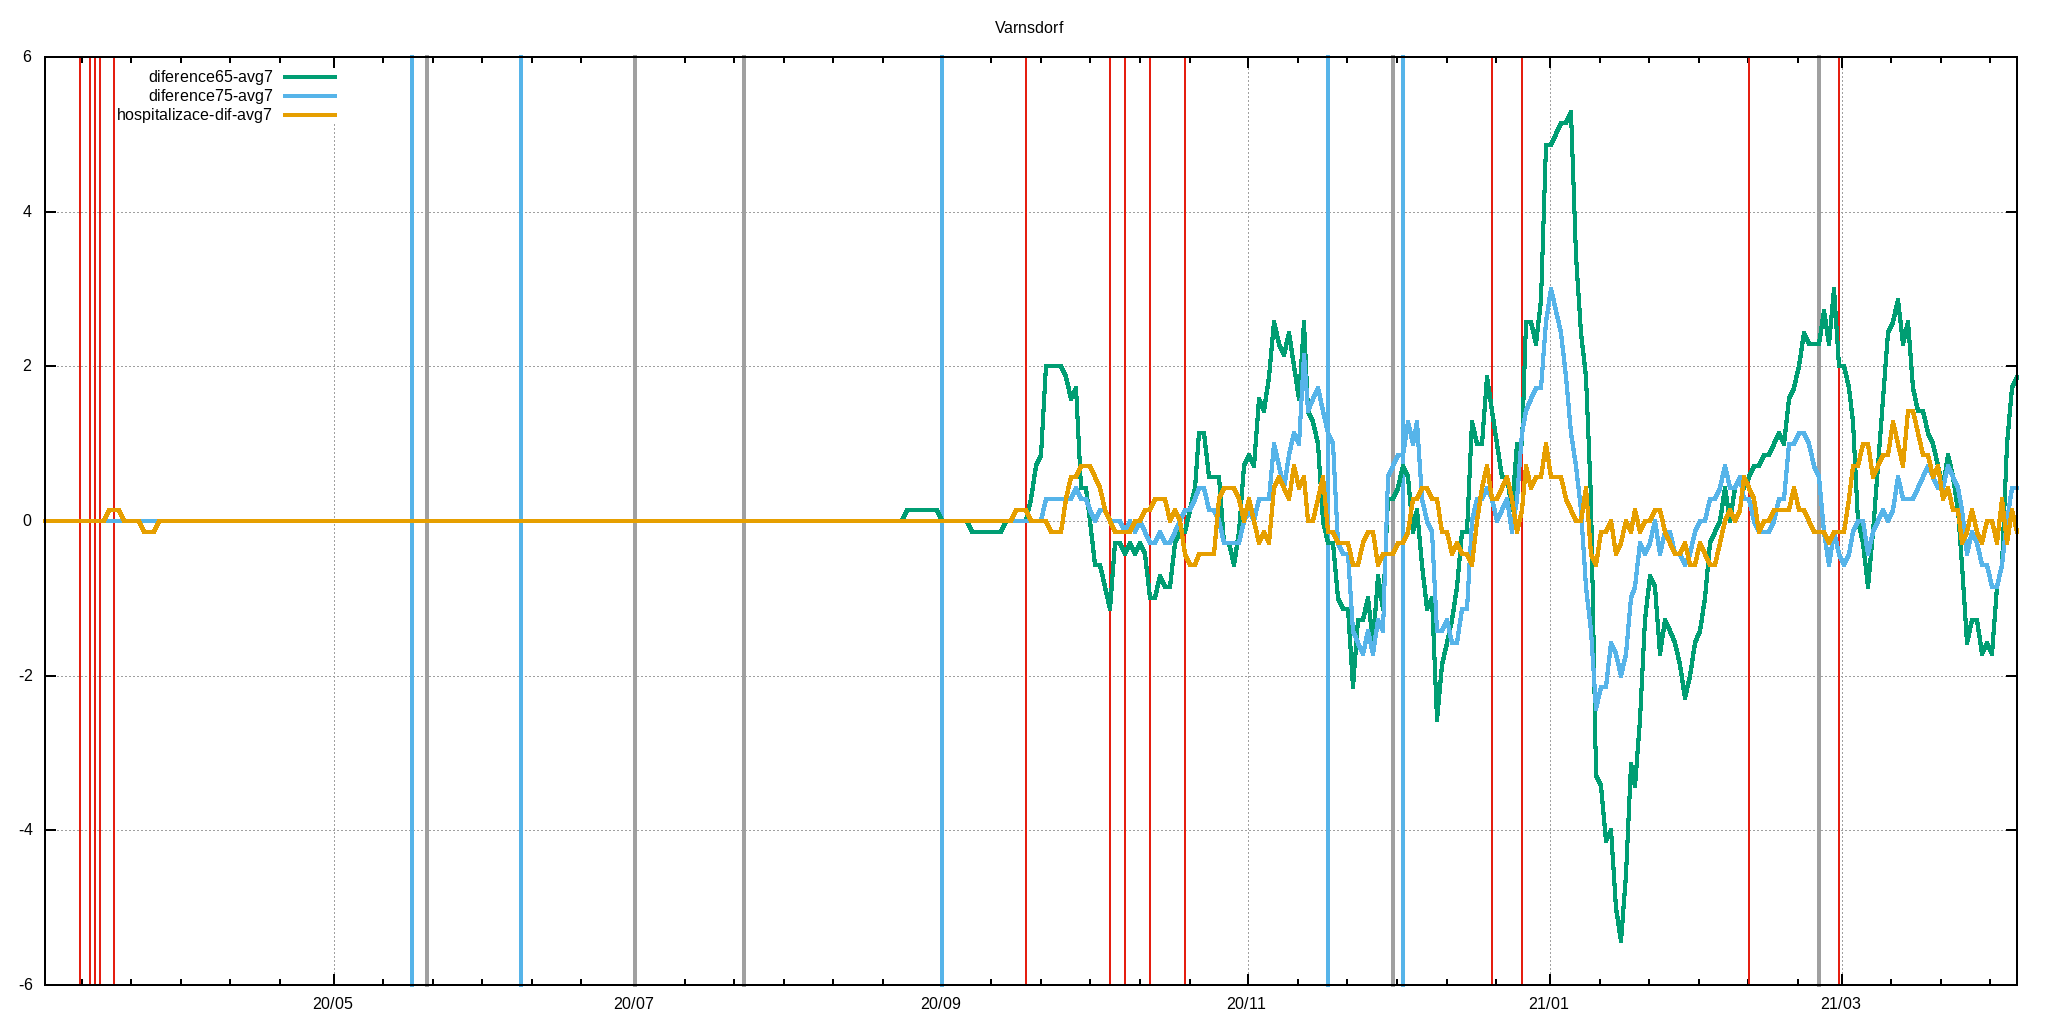 Varnsdorf
6
diference65-avg7
diference75-avg7
hospitalizace-dif-avg7
4
2
0
-2
-4
-6
20/05 20/07 20/09 20/11 21/01 21/03